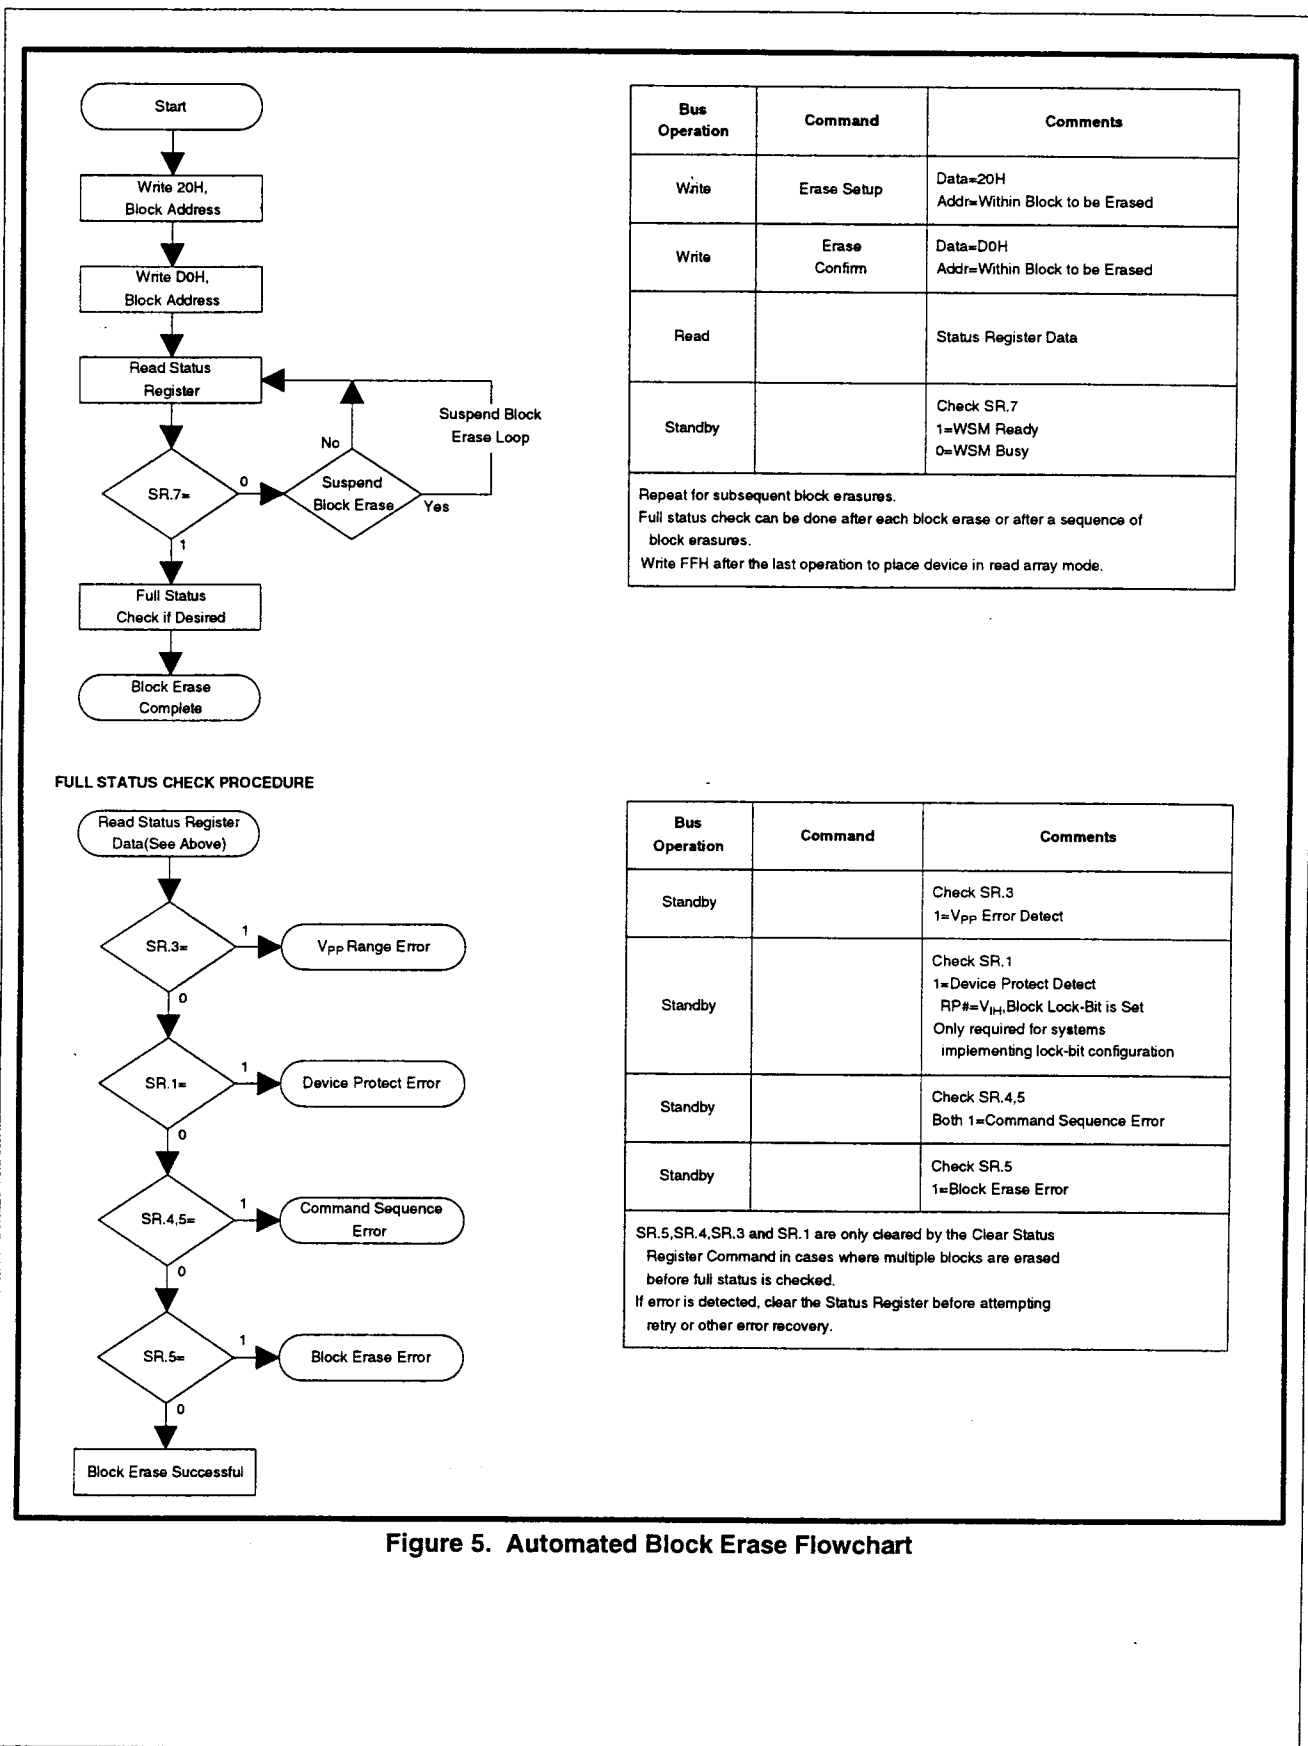 Start
Write 20H,
Block Address
Write D0H,
Block Address
Read Status
Register
Suspend Block
Erase Loop
No
SR.7=
0
Suspend
Block Erase
Yes
1
Full Status
Check if Desired
Block Erase
Complete
Bus
Operation
Command
Comments
Write
Erase Setup
Data=20H
Addr=Within Block to be Erased
Write
Erase
Confirm
Data=D0H
Addr=Within Block to be Erased
Read
Status Register Data
Standby
Check SR.7
1=WSM Ready
0=WSM Busy
Repeat for subsequent block erasures.
Full status check can be done after each block erase or after a sequence of
block erasures.
Write FFH after the last operation to place device in read array mode.
FULL STATUS CHECK PROCEDURE
Read Status Register
Data(See Above)
SR.3=
1
VPP Range Error
0
SR.1=
1
Device Protect Error
0
SR.4,5=
1
Command Sequence
Error
0
SR.5=
1
Block Erase Error
0
Block Erase Successful
Bus
Operation
Command
Comments
Standby
Check SR.3
1=VPP Error Detect
Standby
Check SR.1
1=Device Protect Detect
RP#=VIH,Block Lock-Bit is Set
Only required for systems
implementing lock-bit configuration
Standby
Check SR.4,5
Both 1=Command Sequence Error
Standby
Check SR.5
1=Block Erase Error
SR.5,SR.4,SR.3 and SR.1 are only cleared by the Clear Status
Register Command in cases where multiple blocks are erased
before full status is checked.
If error is detected, clear the Status Register before attempting
retry or other error recovery.
Figure 5. Automated Block Erase Flowchart